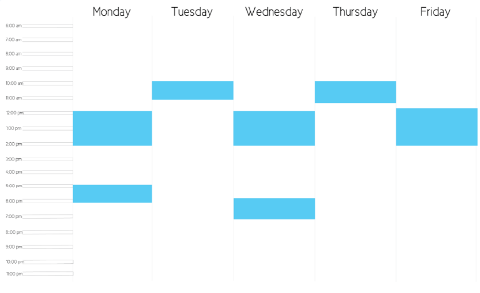 Monday Tuesday Wednesday Thursday Friday
6:00 am
7:00 am
8:00 am
9:00 am
10:00 am
11:00 am
12:00 pm
1:00 pm
2:00 pm
3:00 pm
4:00 pm
5:00 pm
6:00 pm
7:00 pm
8:00 pm
9:00 pm
10:00 pm
11:00 pm